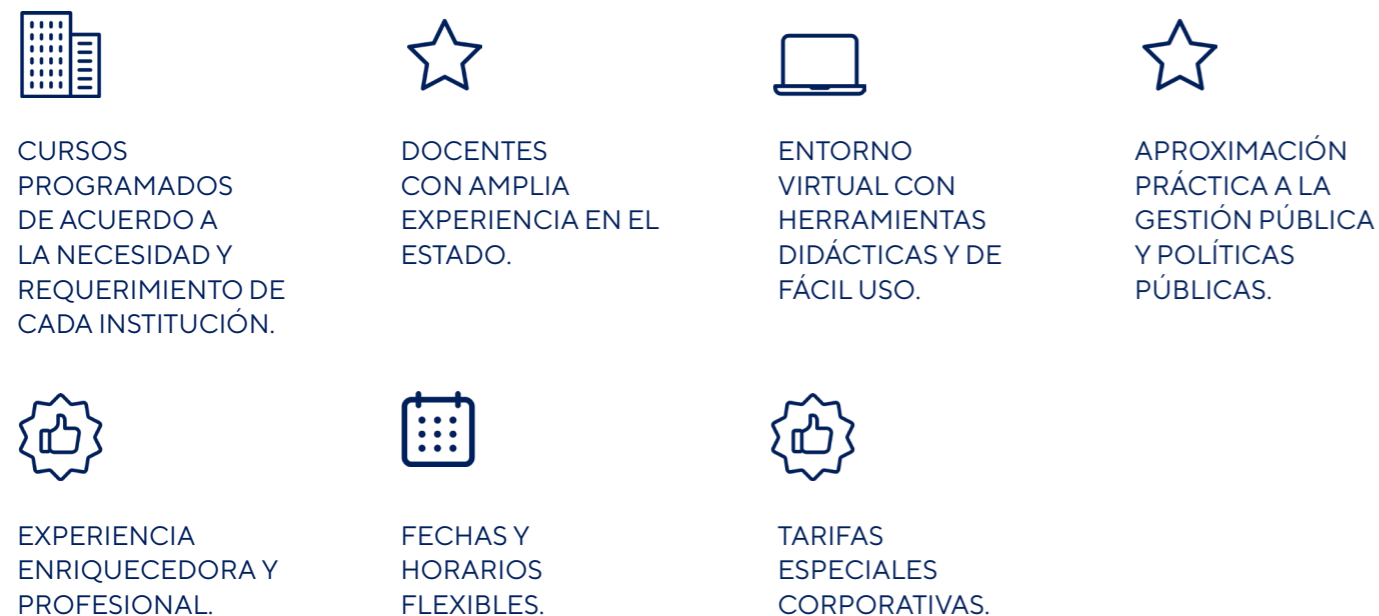 CURSOS
PROGRAMADOS
DE ACUERDO A
LA NECESIDAD Y
REQUERIMIENTO DE
CADA INSTITUCIÓN.
DOCENTES
CON AMPLIA
EXPERIENCIA EN EL
ESTADO.
ENTORNO
VIRTUAL CON
HERRAMIENTAS
DIDÁCTICAS Y DE
FÁCIL USO.
APROXIMACIÓN
PRÁCTICA A LA
GESTIÓN PÚBLICA
Y POLÍTICAS
PÚBLICAS.
EXPERIENCIA
ENRIQUECEDORA Y
PROFESIONAL.
FECHAS Y
HORARIOS
FLEXIBLES.
TARIFAS
ESPECIALES
CORPORATIVAS.